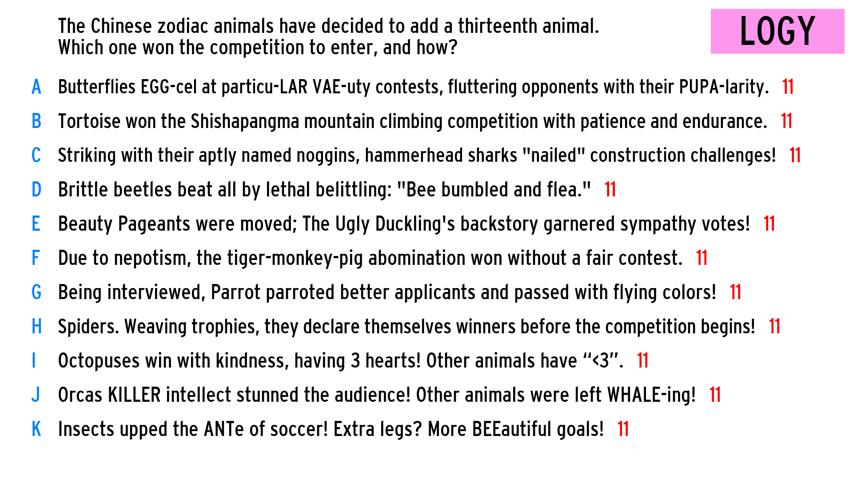 The Chinese zodiac animals have decided to add a thirteenth animal.
Which one won the competition to enter, and how?
LOGY
A Butterflies EGG-cel at particu-LAR VAE-uty contests, fluttering opponents with their PUPA-larity. 11
B Tortoise won the Shishapangma mountain climbing competition with patience and endurance. 11
C Striking with their aptly named noggins, hammerhead sharks "nailed" construction challenges! 11
D Brittle beetles beat all by lethal belittling: "Bee bumbled and flea." 11
E Beauty Pageants were moved; The Ugly Duckling's backstory garnered sympathy votes! 11
F Due to nepotism, the tiger-monkey-pig abomination won without a fair contest. 11
G Being interviewed, Parrot parroted better applicants and passed with flying colors! 11
H Spiders. Weaving trophies, they declare themselves winners before the competition begins! 11
I Octopuses win with kindness, having 3 hearts! Other animals have “<3”. 11
J Orcas KILLER intellect stunned the audience! Other animals were left WHALE-ing! 11
K Insects upped the ANTe of soccer! Extra legs? More BEEautiful goals! 11